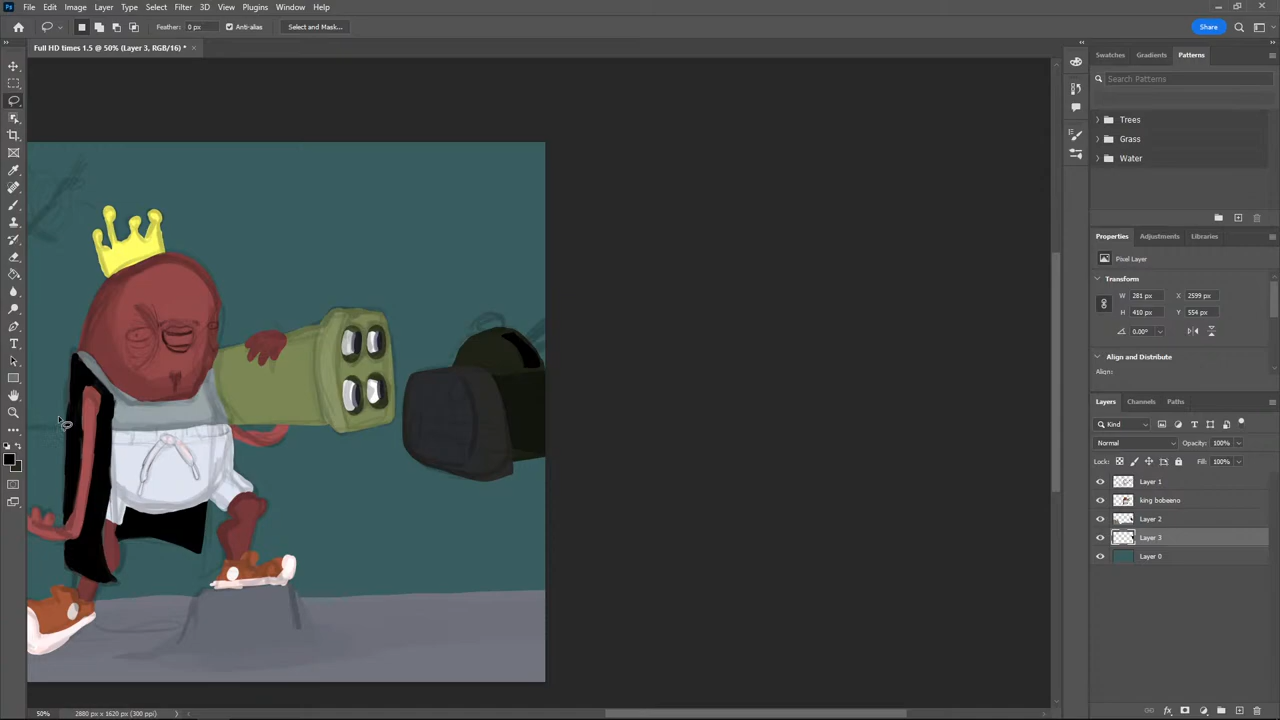 Ps File Edit Image Layer Type Select Filter 3D View Plugins Window Help
Feather: 0 px Anti-alias Select and Mask... Share
Full HD times 1.5 @ 50% (Layer 3, RGB/16) * ×
Swatches Gradients Patterns
Search Patterns
Trees
Grass
Water
Properties Adjustments Libraries
Pixel Layer
Transform
W 281 px X 2599 px
H 410 px Y 554 px
0.00°
Align and Distribute
Align:
Layers Channels Paths
Kind
Normal Opacity: 100%
Lock: Fill: 100%
Layer 1
king bobeeno
Layer 2
Layer 3
Layer 0
50% 2880 px x 1620 px (300 ppi)